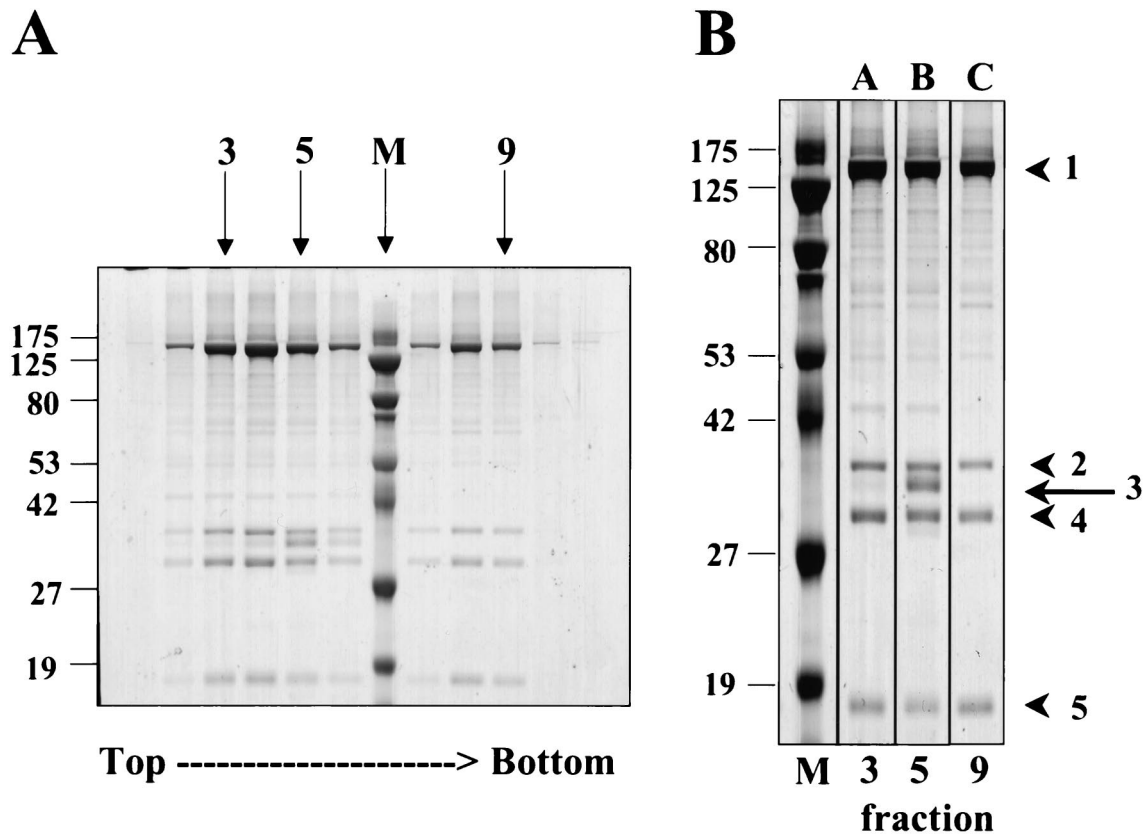 A
3 5 M 9
175
125
80
53
42
27
19
Top ----------------------> Bottom
B
A B C
175
125
80
53
42
27
19
1
2
3
4
5
M 3 5 9
fraction